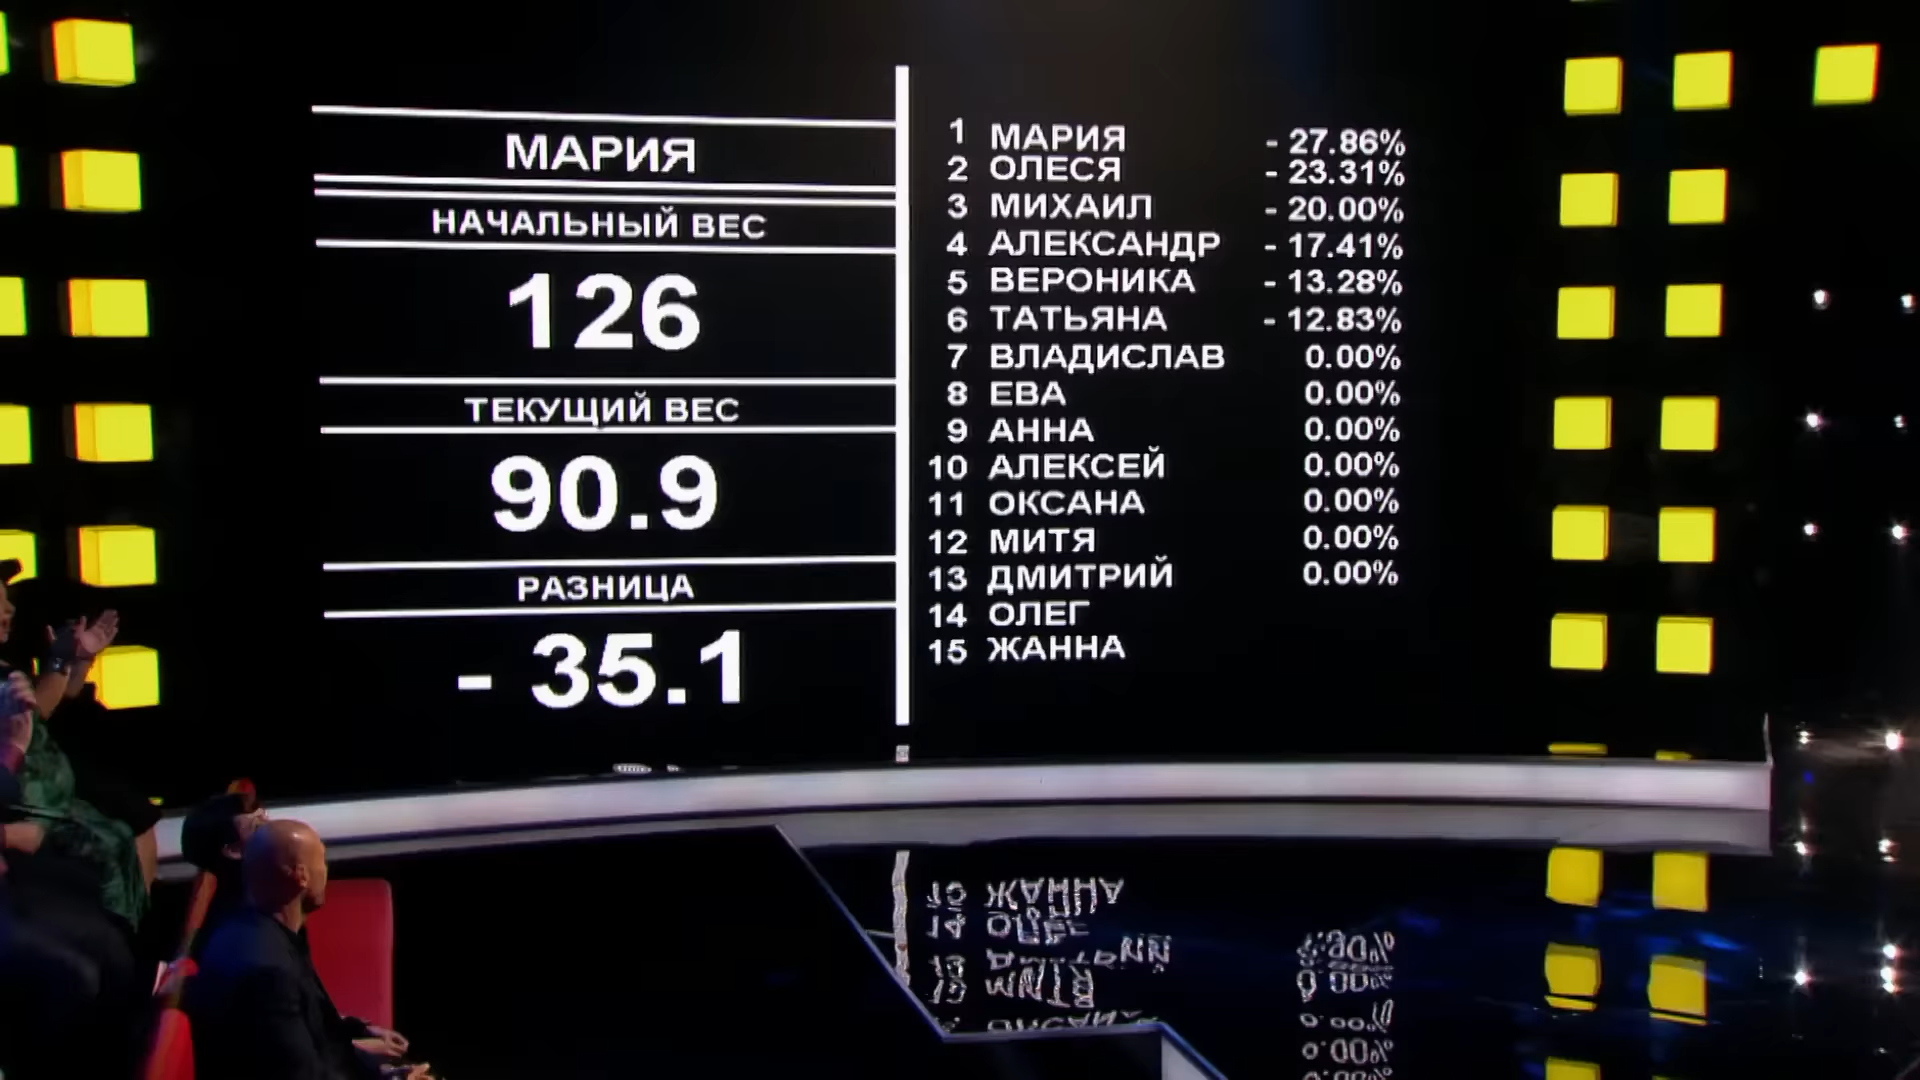 МАРИЯ
НАЧАЛЬНЫЙ ВЕС
126
ТЕКУЩИЙ ВЕС
90.9
РАЗНИЦА
- 35.1
1 МАРИЯ - 27.86%
2 ОЛЕСЯ - 23.31%
3 МИХАИЛ - 20.00%
4 АЛЕКСАНДР - 17.41%
5 ВЕРОНИКА - 13.28%
6 ТАТЬЯНА - 12.83%
7 ВЛАДИСЛАВ 0.00%
8 ЕВА 0.00%
9 АННА 0.00%
10 АЛЕКСЕЙ 0.00%
11 ОКСАНА 0.00%
12 МИТЯ 0.00%
13 ДМИТРИЙ 0.00%
14 ОЛЕГ
15 ЖАННА